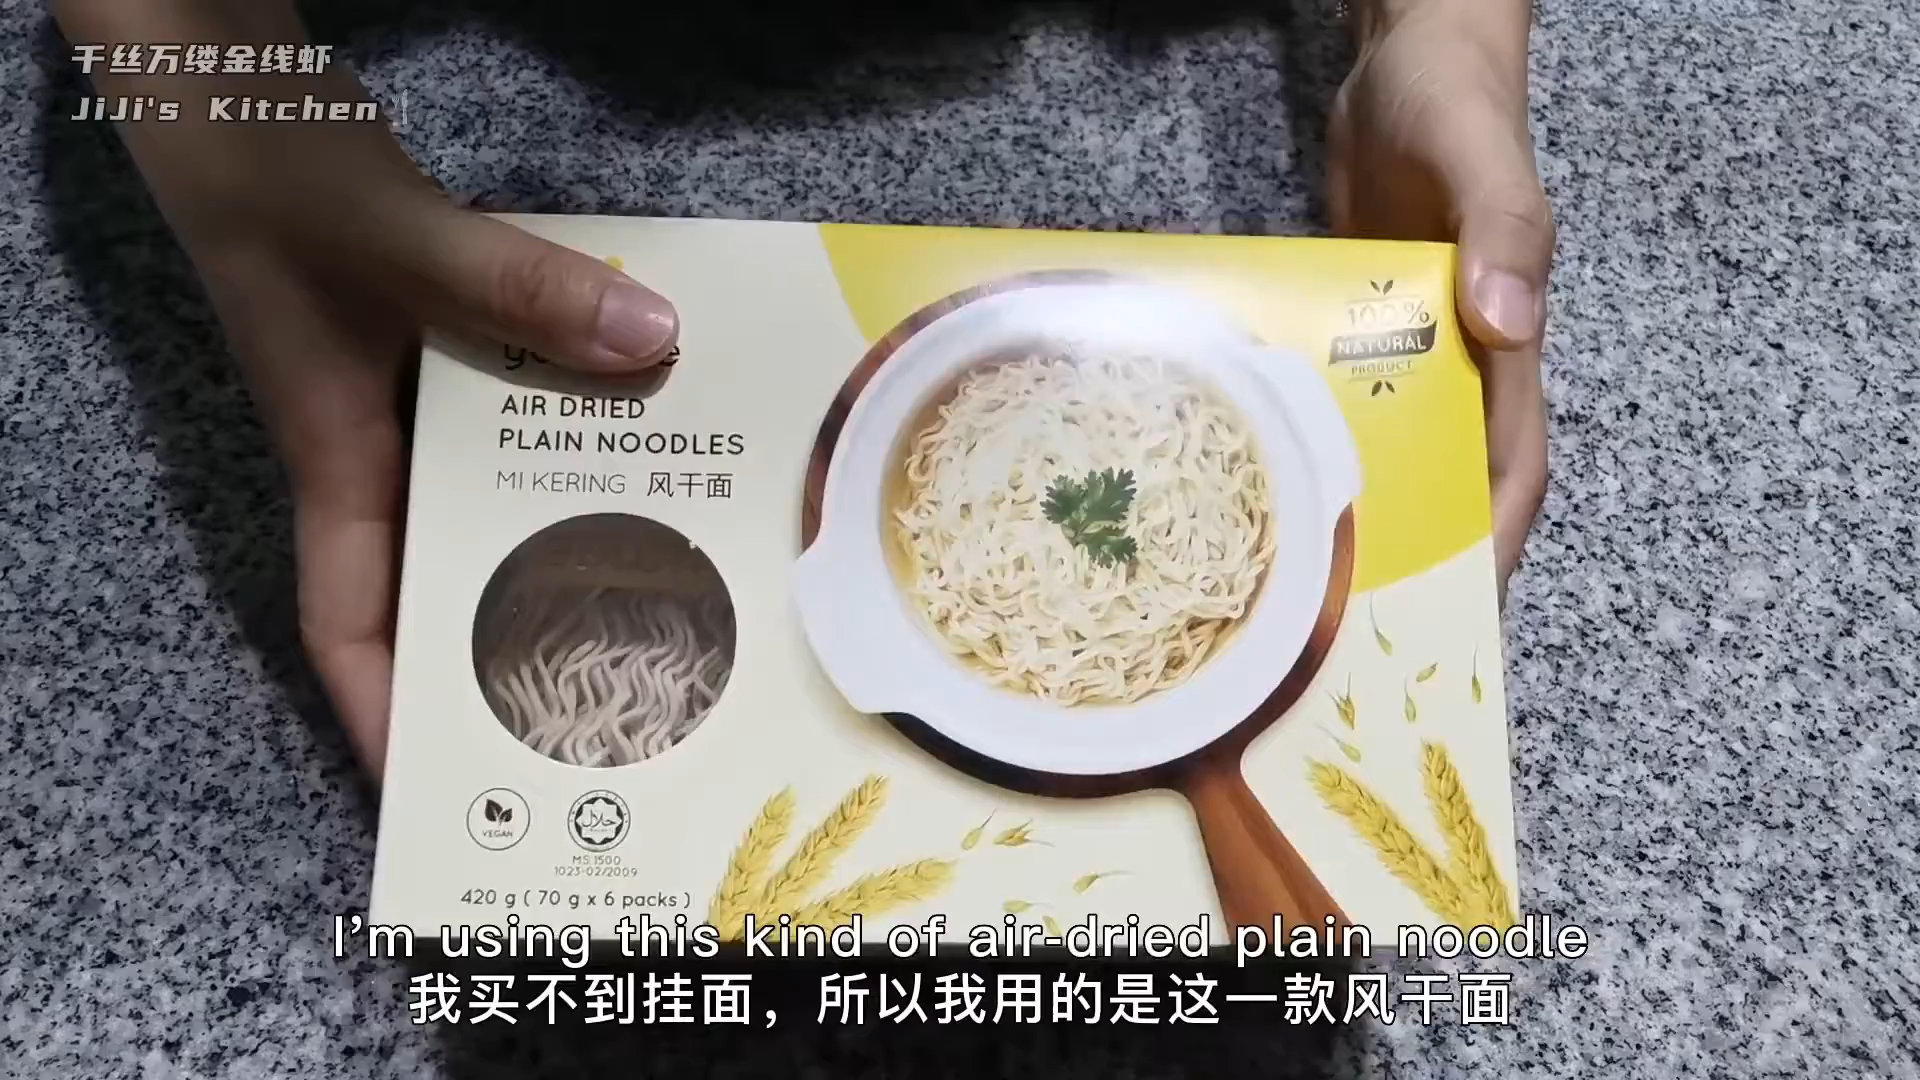 千丝万缕金线虾
JiJi's Kitchen
AIR DRIED
PLAIN NOODLES
MI KERING 风干面
100%
NATURAL
PRODUCT
VEGAN
حلال
MS 1500
1023-02/2009
420 g ( 70 g x 6 packs )
I'm using this kind of air-dried plain noodle
我买不到挂面，所以我用的是这一款风干面